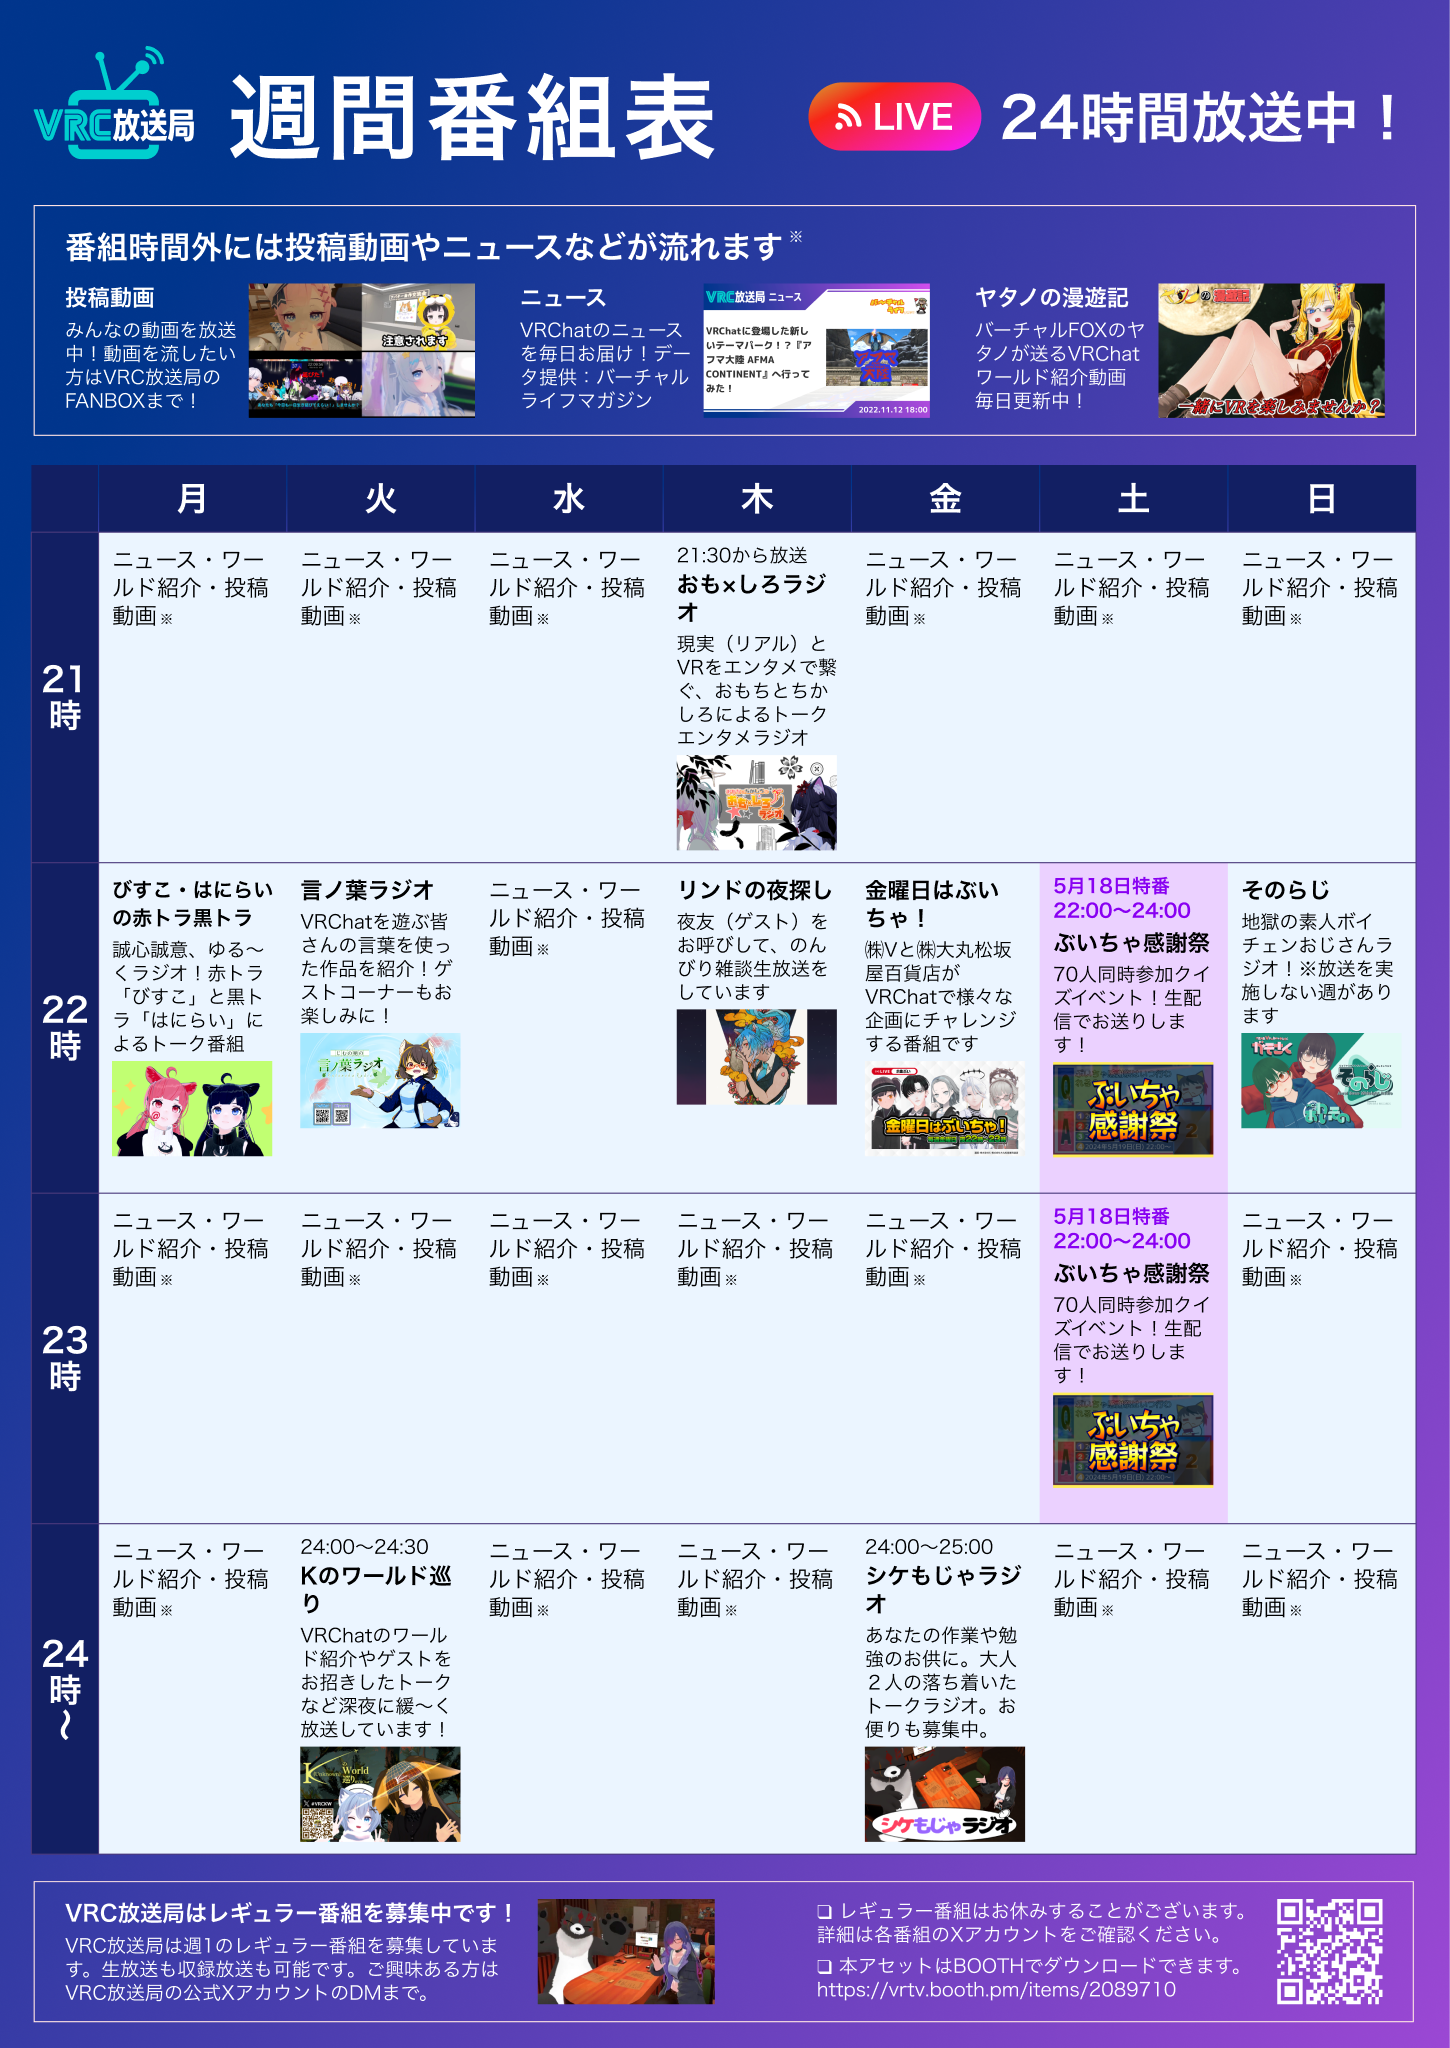 VRC放送局
週間番組表
LIVE
24時間放送中！
番組時間外には投稿動画やニュースなどが流れます※
投稿動画
みんなの動画を放送
中！動画を流したい
方はVRC放送局の
FANBOXまで！
注意されます
ニュース
VRChatのニュース
を毎日お届け！デー
タ提供：バーチャル
ライフマガジン
VRC放送局 ニュース
VRChatに登場した新し
いテーマパーク！？『ア
フマ大陸 AFMA
CONTINENT』へ行って
みた！
2022.11.12 18:00
ヤタノの漫遊記
バーチャルFOXのヤ
タノが送るVRChat
ワールド紹介動画
毎日更新中！
一緒にVRを楽しみませんか？
月
火
水
木
金
土
日
21
時
ニュース・ワー
ルド紹介・投稿
動画※
ニュース・ワー
ルド紹介・投稿
動画※
ニュース・ワー
ルド紹介・投稿
動画※
21:30から放送
おも×しろラジ
オ
現実（リアル）と
VRをエンタメで繋
ぐ、おもちとちか
しろによるトーク
エンタメラジオ
ニュース・ワー
ルド紹介・投稿
動画※
ニュース・ワー
ルド紹介・投稿
動画※
ニュース・ワー
ルド紹介・投稿
動画※
22
時
びすこ・はにらい
の赤トラ黒トラ
誠心誠意、ゆる〜
くラジオ！赤トラ
「びすこ」と黒ト
ラ「はにらい」に
よるトーク番組
言ノ葉ラジオ
VRChatを遊ぶ皆
さんの言葉を使っ
た作品を紹介！ゲ
ストコーナーもお
楽しみに！
言ノ葉ラジオ
ニュース・ワー
ルド紹介・投稿
動画※
リンドの夜探し
夜友（ゲスト）を
お呼びして、のん
びり雑談生放送を
しています
金曜日はぶい
ちゃ！
㈱Vと㈱大丸松坂
屋百貨店が
VRChatで様々な
企画にチャレンジ
する番組です
金曜日はぶいちゃ！
5月18日特番
22:00〜24:00
ぶいちゃ感謝祭
70人同時参加クイ
ズイベント！生配
信でお送りしま
す！
ぶいちゃ
感謝祭
2024年5月19日(日) 22:00〜
そのらじ
地獄の素人ボイ
チェンおじさんラ
ジオ！※放送を実
施しない週があり
ます
そのらじ
23
時
ニュース・ワー
ルド紹介・投稿
動画※
ニュース・ワー
ルド紹介・投稿
動画※
ニュース・ワー
ルド紹介・投稿
動画※
ニュース・ワー
ルド紹介・投稿
動画※
ニュース・ワー
ルド紹介・投稿
動画※
5月18日特番
22:00〜24:00
ぶいちゃ感謝祭
70人同時参加クイ
ズイベント！生配
信でお送りしま
す！
ぶいちゃ
感謝祭
2024年5月19日(日) 22:00〜
ニュース・ワー
ルド紹介・投稿
動画※
24
時
〜
ニュース・ワー
ルド紹介・投稿
動画※
24:00〜24:30
Kのワールド巡
り
VRChatのワール
ド紹介やゲストを
お招きしたトーク
など深夜に緩〜く
放送しています！
World
巡り
#VRCKW
ニュース・ワー
ルド紹介・投稿
動画※
ニュース・ワー
ルド紹介・投稿
動画※
24:00〜25:00
シケもじゃラジ
オ
あなたの作業や勉
強のお供に。大人
２人の落ち着いた
トークラジオ。お
便りも募集中。
シケもじゃラジオ
ニュース・ワー
ルド紹介・投稿
動画※
ニュース・ワー
ルド紹介・投稿
動画※
VRC放送局はレギュラー番組を募集中です！
VRC放送局は週1のレギュラー番組を募集していま
す。生放送も収録放送も可能です。ご興味ある方は
VRC放送局の公式XアカウントのDMまで。
❏ レギュラー番組はお休みすることがございます。
詳細は各番組のXアカウントをご確認ください。
❏ 本アセットはBOOTHでダウンロードできます。
https://vrtv.booth.pm/items/2089710